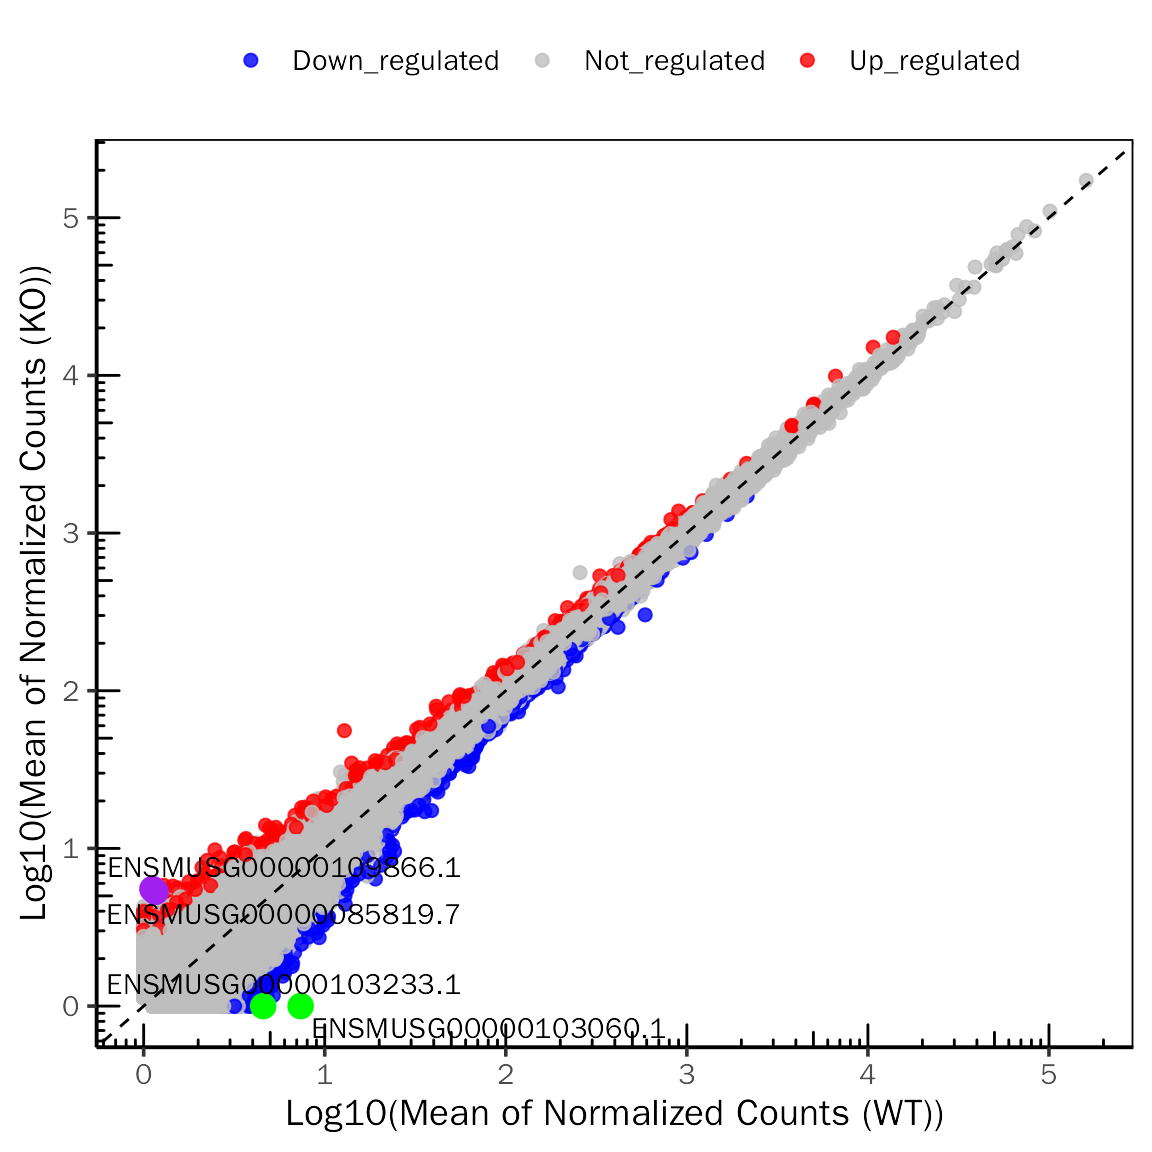 Down_regulated Not_regulated Up_regulated
Log10(Mean of Normalized Counts (KO))
5
4
3
2
1
0
ENSMUSG00000109866.1
ENSMUSG00000085819.7
ENSMUSG00000103233.1
ENSMUSG00000103060.1
0 1 2 3 4 5
Log10(Mean of Normalized Counts (WT))